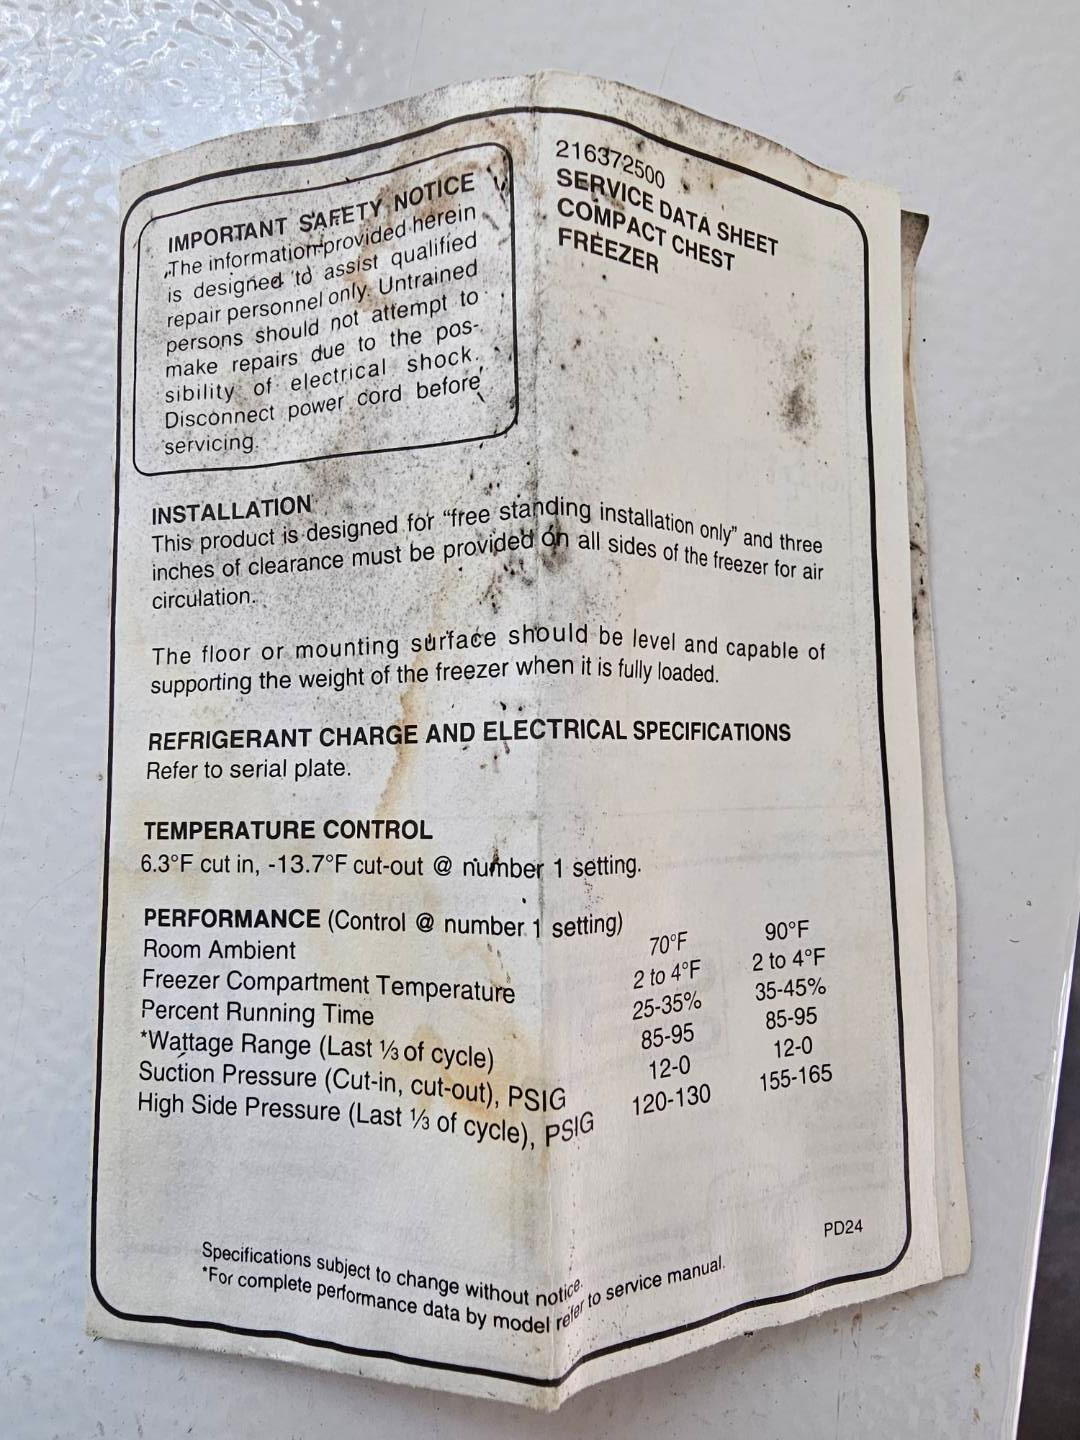 IMPORTANT SAFETY NOTICE
The information provided herein
is designed to assist qualified
repair personnel only. Untrained
persons should not attempt to
make repairs due to the pos-
sibility of electrical shock.
Disconnect power cord before
servicing.
216372500
SERVICE DATA SHEET
COMPACT CHEST
FREEZER
INSTALLATION
This product is designed for “free standing installation only” and three
inches of clearance must be provided on all sides of the freezer for air
circulation.
The floor or mounting surface should be level and capable of
supporting the weight of the freezer when it is fully loaded.
REFRIGERANT CHARGE AND ELECTRICAL SPECIFICATIONS
Refer to serial plate.
TEMPERATURE CONTROL
6.3°F cut in, -13.7°F cut-out @ number 1 setting.
PERFORMANCE (Control @ number 1 setting)
Room Ambient 70°F 90°F
Freezer Compartment Temperature 2 to 4°F 2 to 4°F
Percent Running Time 25-35% 35-45%
*Wattage Range (Last ⅓ of cycle) 85-95 85-95
Suction Pressure (Cut-in, cut-out), PSIG 12-0 12-0
High Side Pressure (Last ⅓ of cycle), PSIG 120-130 155-165
PD24
Specifications subject to change without notice.
*For complete performance data by model refer to service manual.